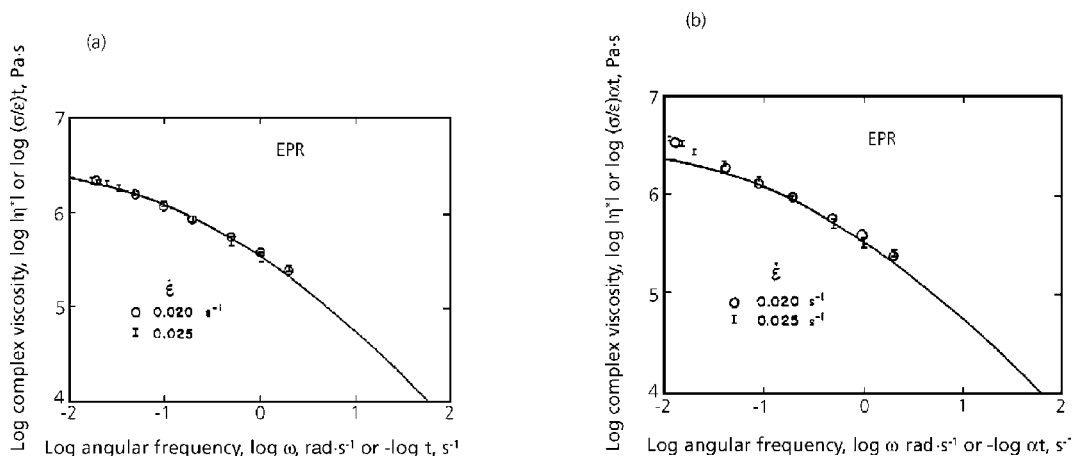 (a)
Log complex viscosity, log |η*| or log (σ/ε)t, Pa·s
7
6
5
4
EPR
ε̇
0.020 s⁻¹
0.025
-2 -1 0 1 2
Log angular frequency, log ω, rad·s⁻¹ or -log t, s⁻¹
(b)
Log complex viscosity, log |η*| or log (σ/ε)αt, Pa·s
7
6
5
4
EPR
ε̇
0.020 s⁻¹
0.025 s⁻¹
-2 -1 0 1 2
Log angular frequency, log ω rad·s⁻¹ or -log αt, s⁻¹